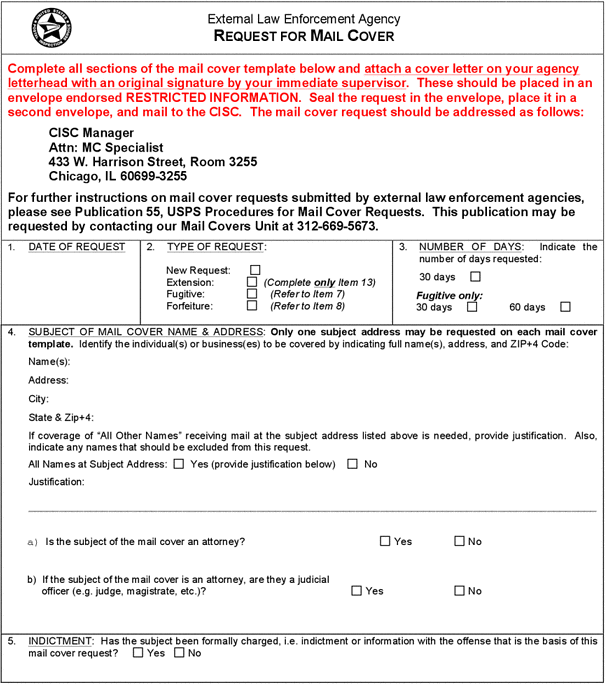 External Law Enforcement Agency
REQUEST FOR MAIL COVER
Complete all sections of the mail cover template below and attach a cover letter on your agency
letterhead with an original signature by your immediate supervisor. These should be placed in an
envelope endorsed RESTRICTED INFORMATION. Seal the request in the envelope, place it in a
second envelope, and mail to the CISC. The mail cover request should be addressed as follows:
CISC Manager
Attn: MC Specialist
433 W. Harrison Street, Room 3255
Chicago, IL 60699-3255
For further instructions on mail cover requests submitted by external law enforcement agencies,
please see Publication 55, USPS Procedures for Mail Cover Requests. This publication may be
requested by contacting our Mail Covers Unit at 312-669-5673.
1. DATE OF REQUEST
2. TYPE OF REQUEST:
New Request:
Extension: (Complete only Item 13)
Fugitive: (Refer to Item 7)
Forfeiture: (Refer to Item 8)
3. NUMBER OF DAYS: Indicate the
number of days requested:
30 days
Fugitive only:
30 days 60 days
4. SUBJECT OF MAIL COVER NAME & ADDRESS: Only one subject address may be requested on each mail cover
template. Identify the individual(s) or business(es) to be covered by indicating full name(s), address, and ZIP+4 Code:
Name(s):
Address:
City:
State & Zip+4:
If coverage of “All Other Names” receiving mail at the subject address listed above is needed, provide justification. Also,
indicate any names that should be excluded from this request.
All Names at Subject Address: Yes (provide justification below) No
Justification:
a) Is the subject of the mail cover an attorney? Yes No
b) If the subject of the mail cover is an attorney, are they a judicial
officer (e.g. judge, magistrate, etc.)? Yes No
5. INDICTMENT: Has the subject been formally charged, i.e. indictment or information with the offense that is the basis of this
mail cover request? Yes No